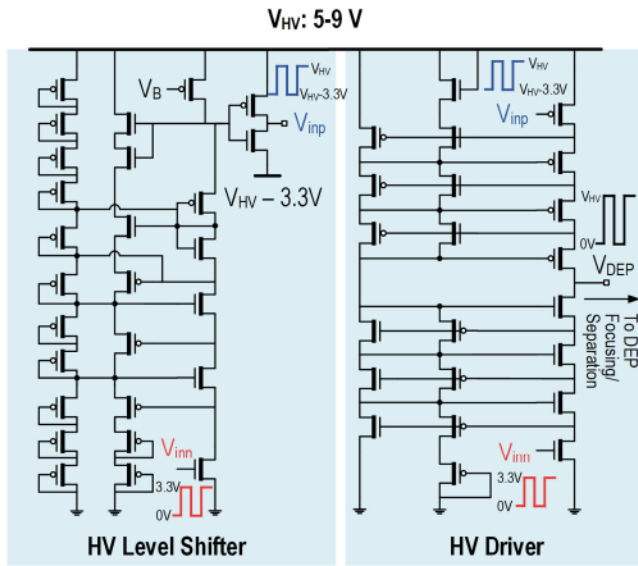 V_HV: 5-9 V
V_B
V_HV
V_HV-3.3V
V_inp
V_HV – 3.3V
V_inn
3.3V
0V
HV Level Shifter
V_HV
V_HV-3.3V
V_inp
V_HV
0V
V_DEP
To DEP
Focusing/
Separation
V_inn
3.3V
0V
HV Driver